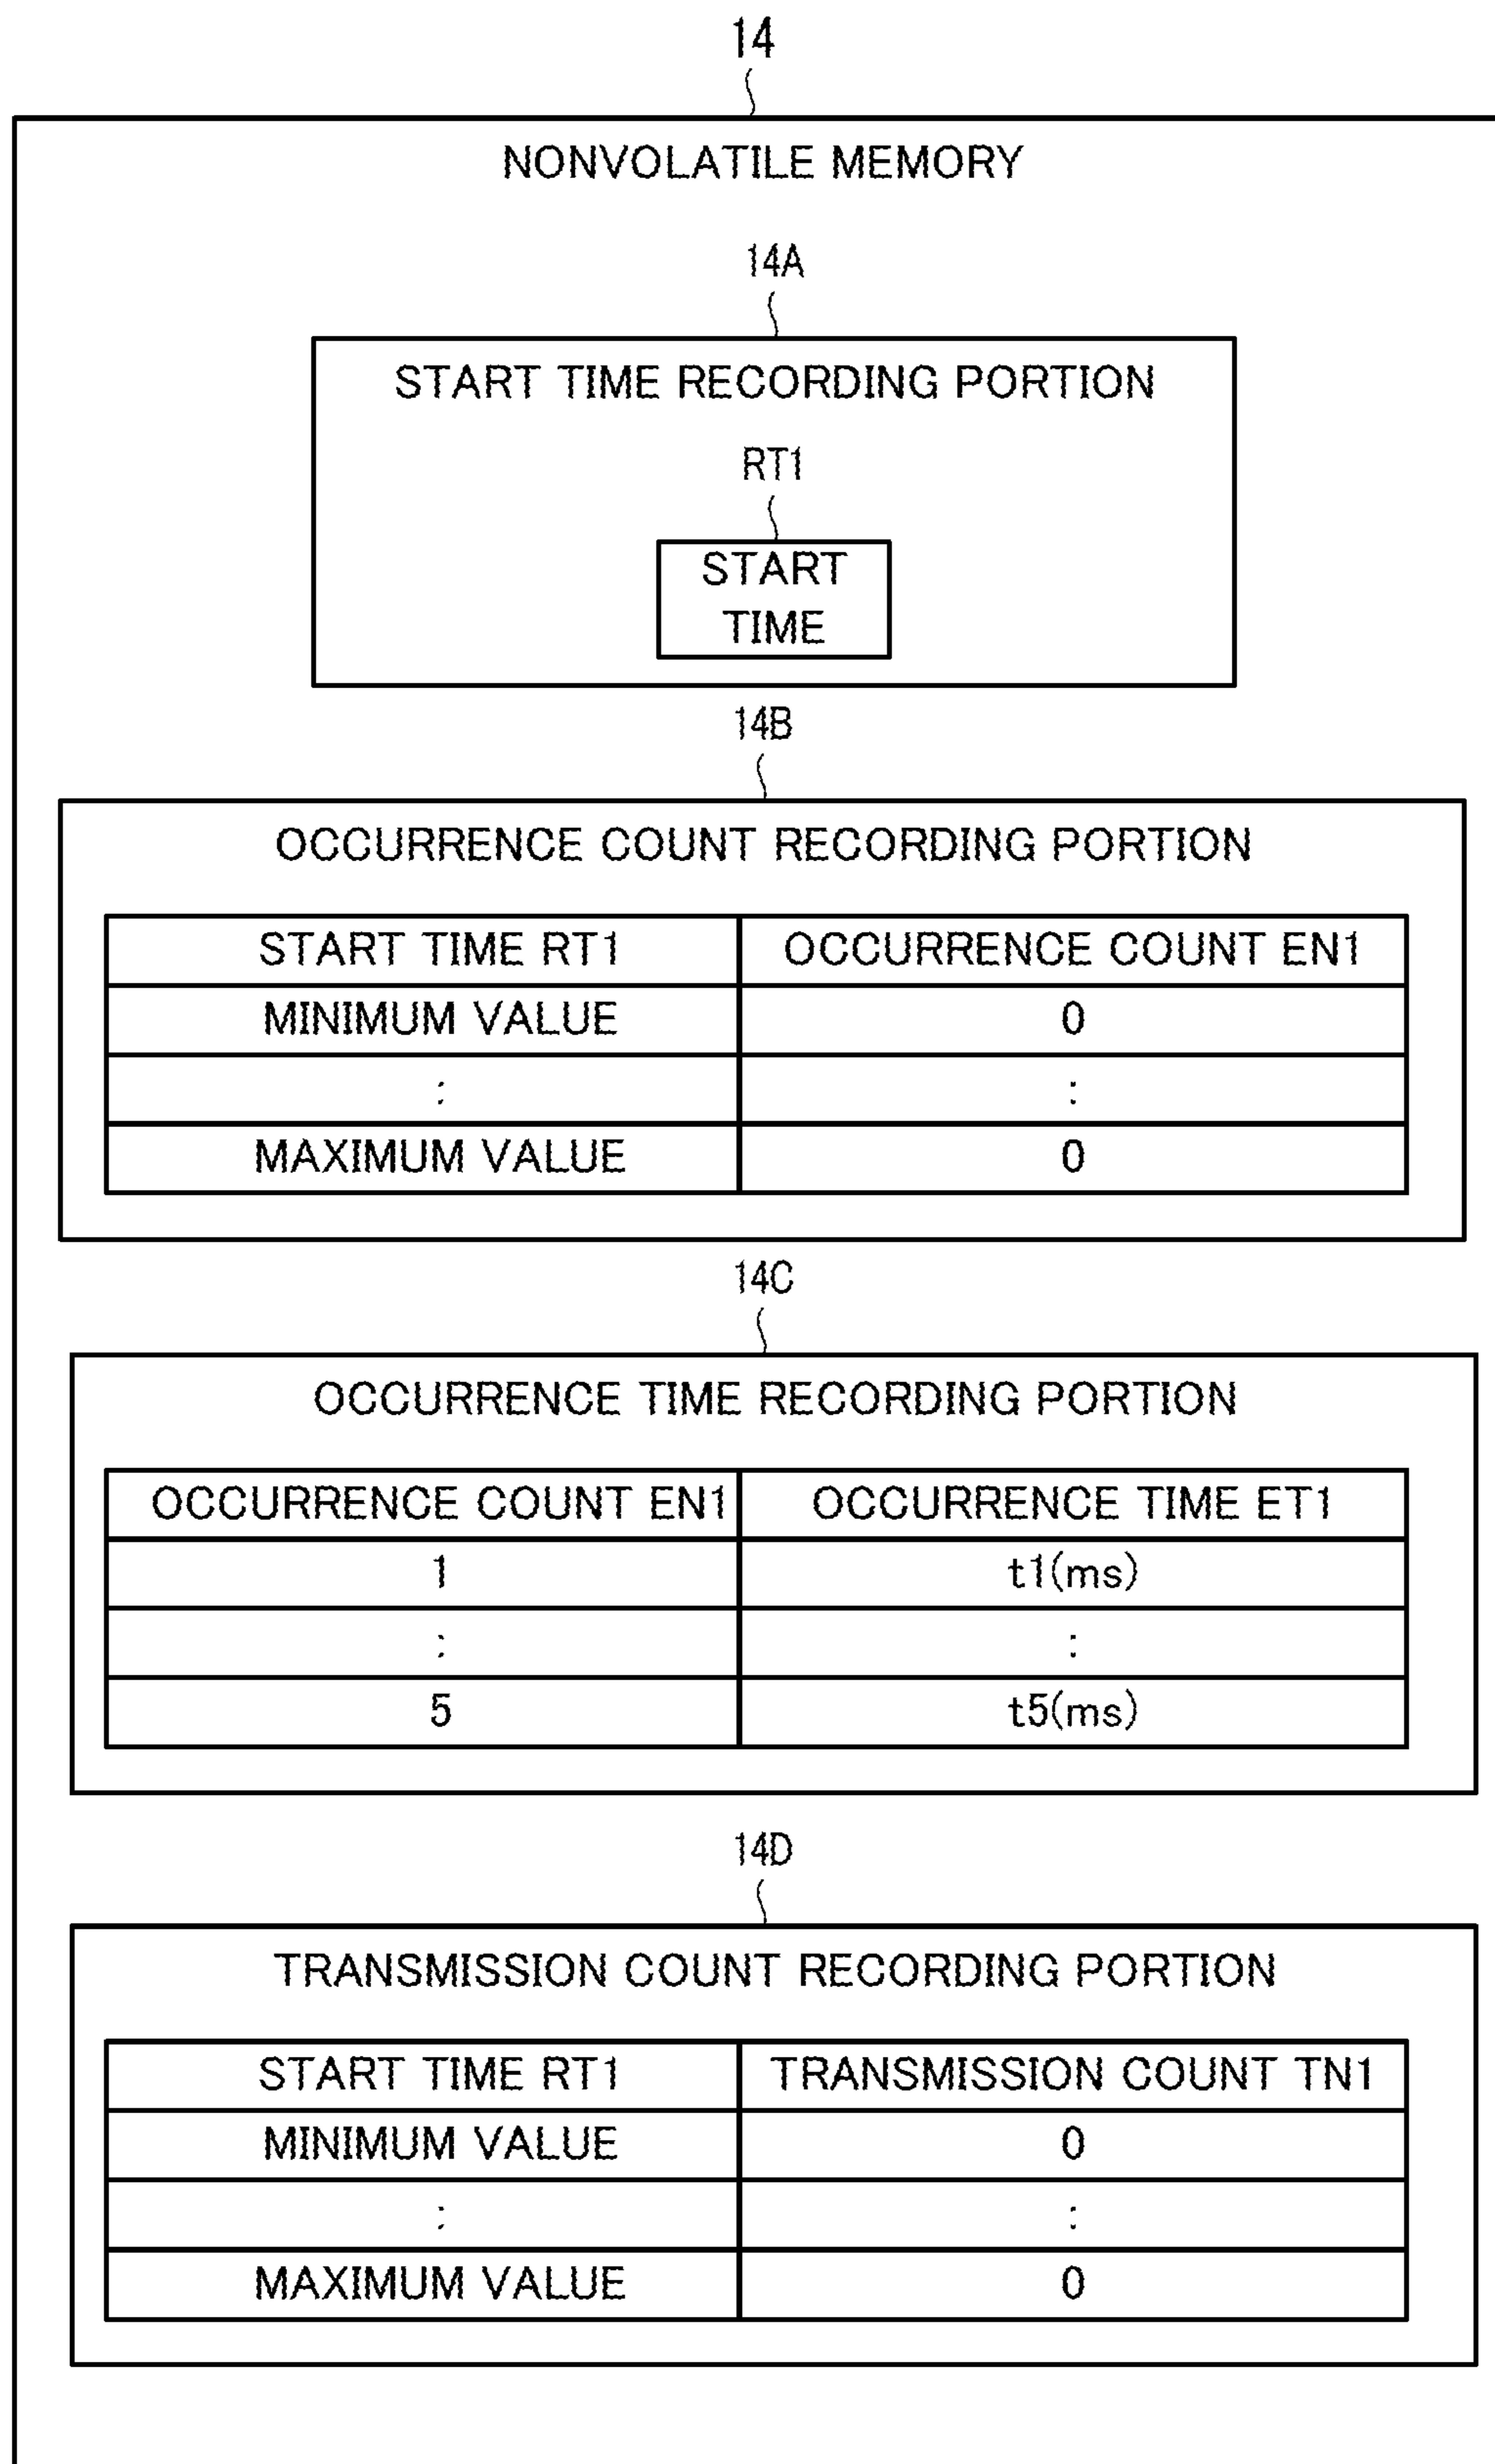 14
NONVOLATILE MEMORY
14A
START TIME RECORDING PORTION
RT1
START
TIME
14B
OCCURRENCE COUNT RECORDING PORTION
START TIME RT1 OCCURRENCE COUNT EN1
MINIMUM VALUE 0
: :
MAXIMUM VALUE 0
14C
OCCURRENCE TIME RECORDING PORTION
OCCURRENCE COUNT EN1 OCCURRENCE TIME ET1
1 t1(ms)
: :
5 t5(ms)
14D
TRANSMISSION COUNT RECORDING PORTION
START TIME RT1 TRANSMISSION COUNT TN1
MINIMUM VALUE 0
: :
MAXIMUM VALUE 0